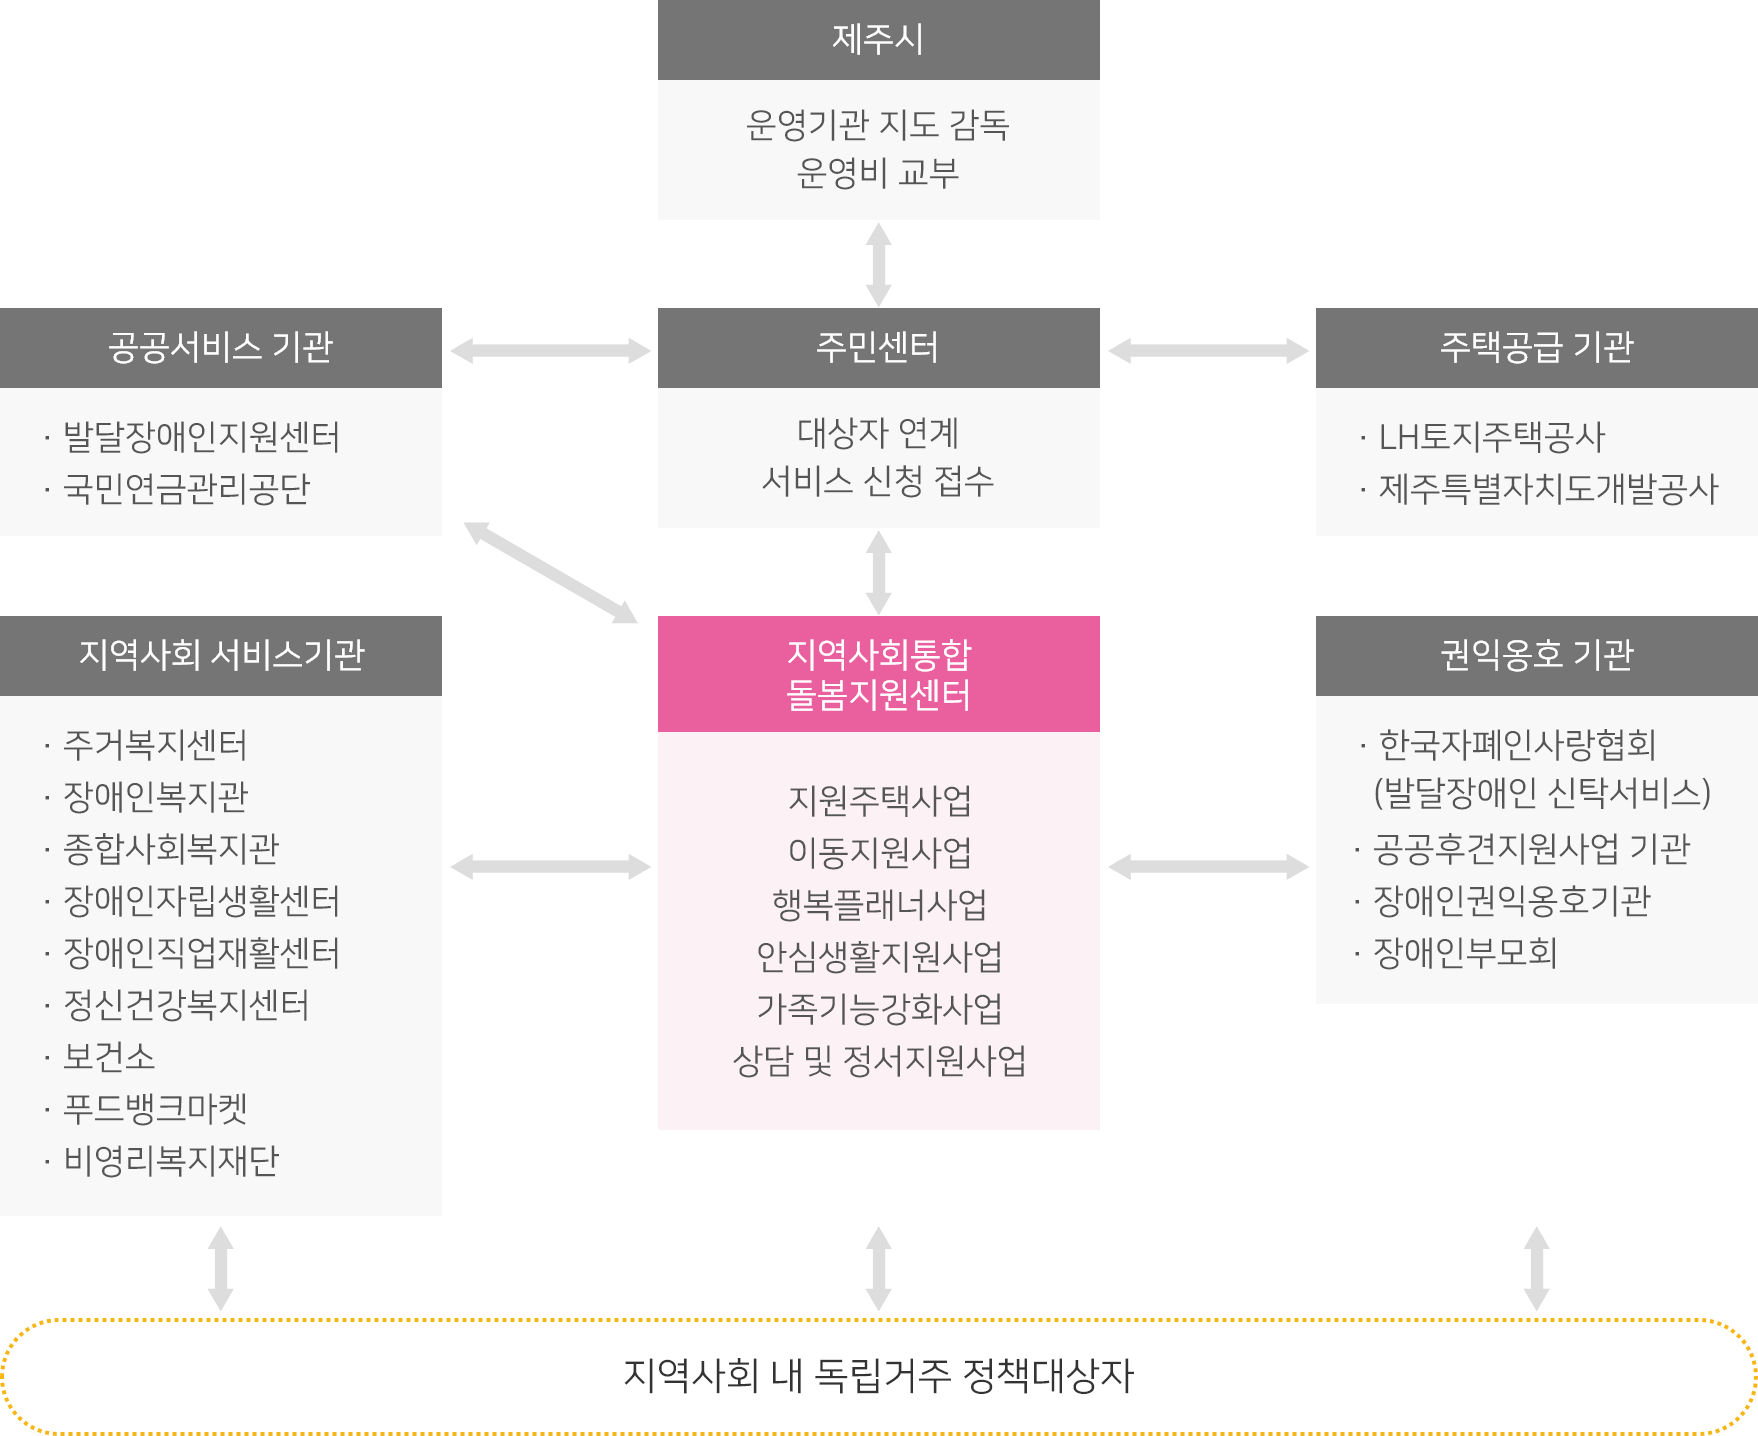 제주시
운영기관 지도 감독
운영비 교부
공공서비스 기관
· 발달장애인지원센터
· 국민연금관리공단
주민센터
대상자 연계
서비스 신청 접수
주택공급 기관
· LH토지주택공사
· 제주특별자치도개발공사
지역사회 서비스기관
· 주거복지센터
· 장애인복지관
· 종합사회복지관
· 장애인자립생활센터
· 장애인직업재활센터
· 정신건강복지센터
· 보건소
· 푸드뱅크마켓
· 비영리복지재단
지역사회통합
돌봄지원센터
지원주택사업
이동지원사업
행복플래너사업
안심생활지원사업
가족기능강화사업
상담 및 정서지원사업
권익옹호 기관
· 한국자폐인사랑협회
(발달장애인 신탁서비스)
· 공공후견지원사업 기관
· 장애인권익옹호기관
· 장애인부모회
지역사회 내 독립거주 정책대상자